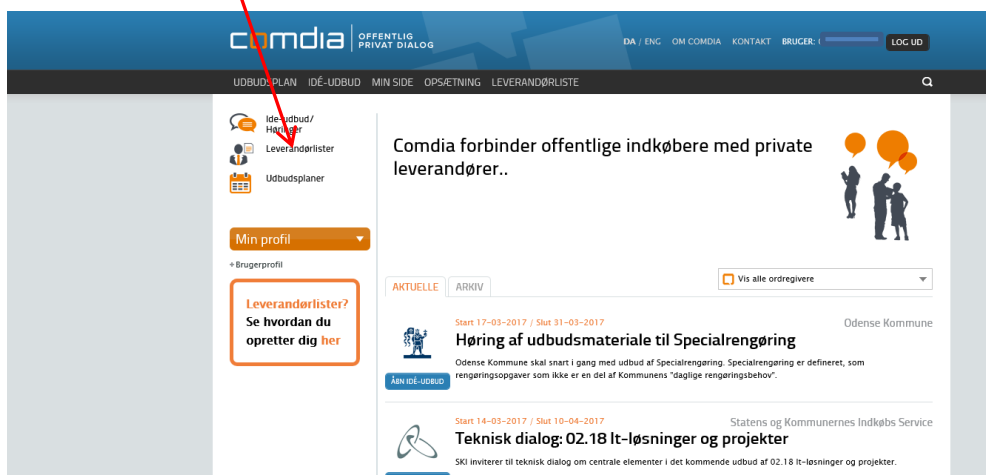 comdia OFFENTLIG
PRIVAT DIALOG
DA / ENG OM COMDIA KONTAKT BRUGER: LOG UD
UDBUDSPLAN IDÉ-UDBUD MIN SIDE OPSÆTNING LEVERANDØRLISTE
Ide-udbud/
Høringer
Leverandørlister
Udbudsplaner
Min profil
+Brugerprofil
Leverandørlister?
Se hvordan du
opretter dig her
Comdia forbinder offentlige indkøbere med private
leverandører..
AKTUELLE ARKIV
Vis alle ordregivere
Start 17-03-2017 / Slut 31-03-2017
Odense Kommune
Høring af udbudsmateriale til Specialrengøring
Odense Kommune skal snart i gang med udbud af Specialrengøring. Specialrengøring er defineret, som
rengøringsopgaver som ikke er en del af Kommunens "daglige rengøringsbehov".
ÅBN IDÉ-UDBUD
Start 14-03-2017 / Slut 10-04-2017
Statens og Kommunernes Indkøbs Service
Teknisk dialog: 02.18 It-løsninger og projekter
SKI inviterer til teknisk dialog om centrale elementer i det kommende udbud af 02.18 It-løsninger og projekter.